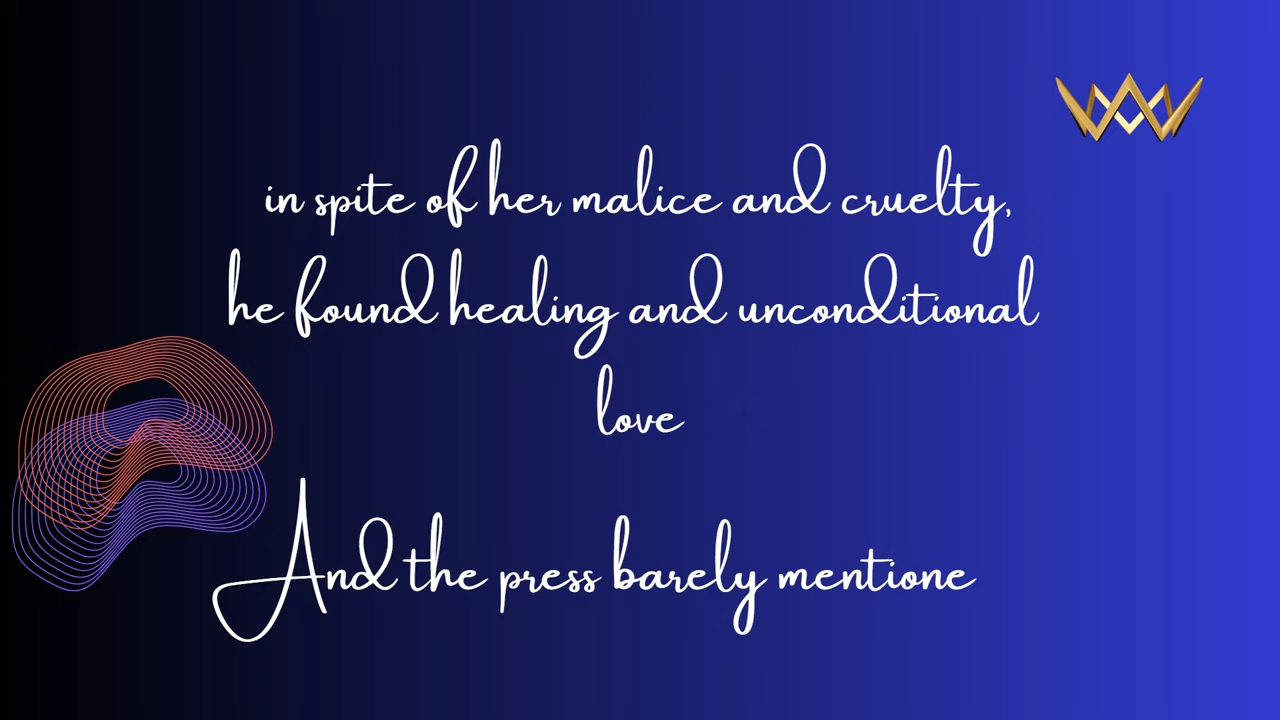 in spite of her malice and cruelty,
he found healing and unconditional
love
And the press barely mentione